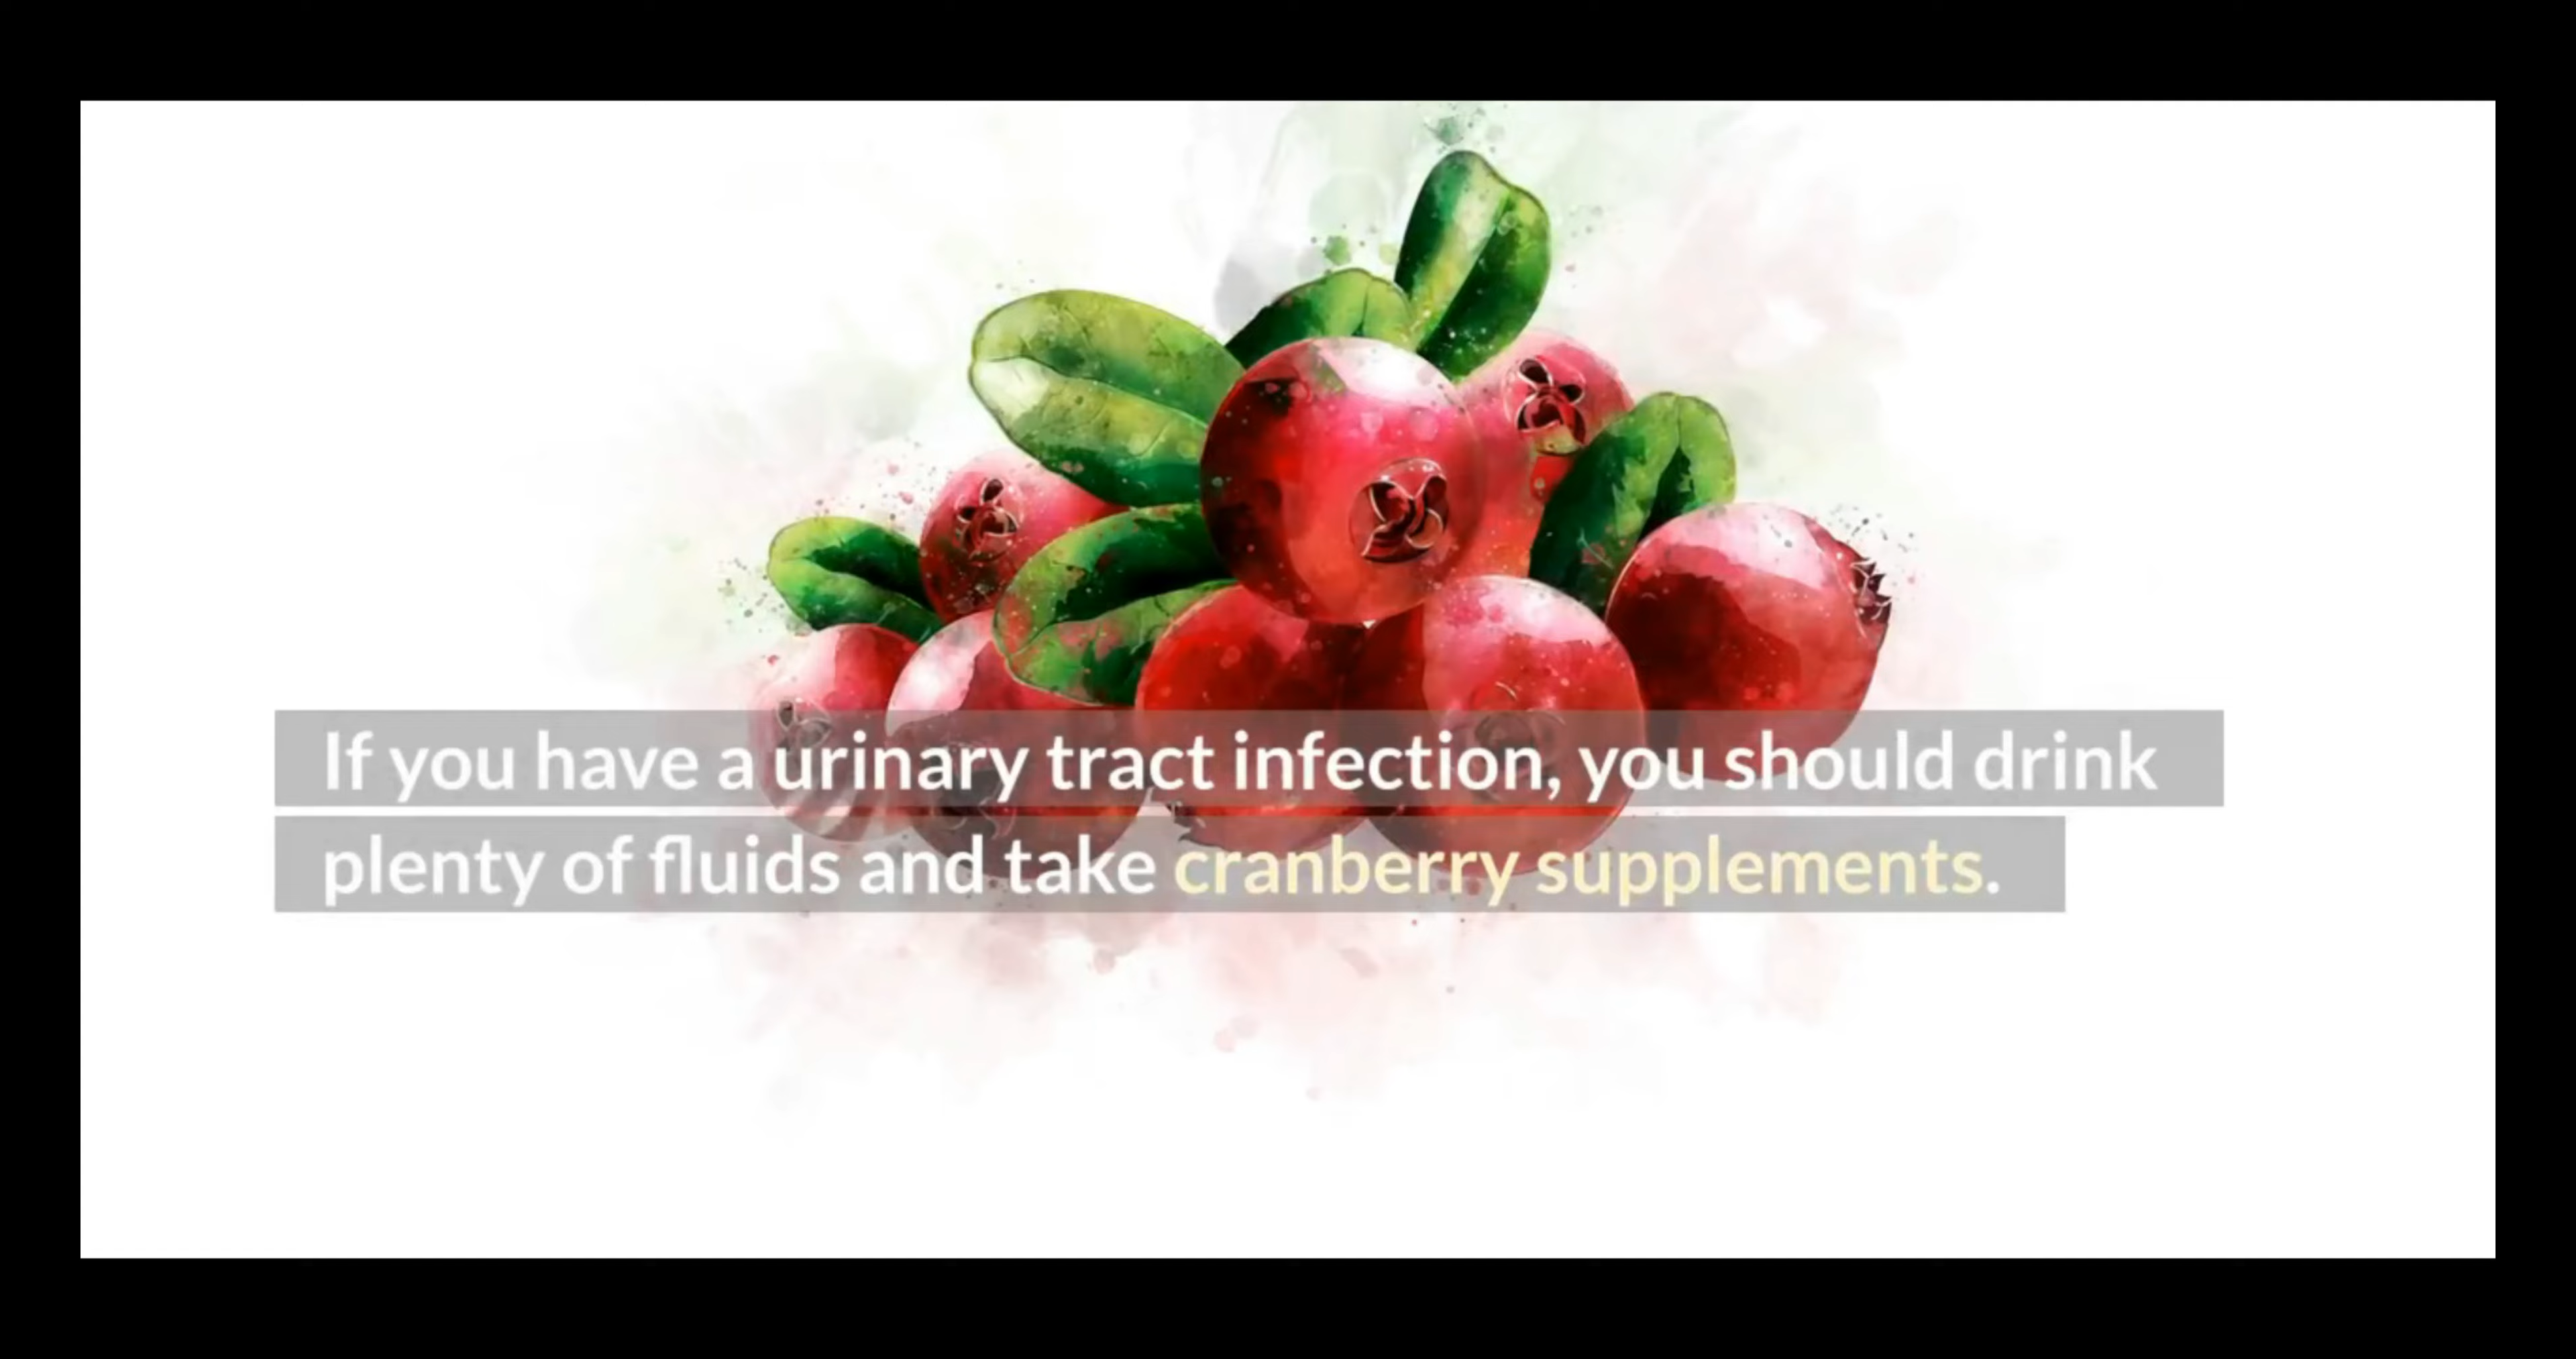 If you have a urinary tract infection, you should drink
plenty of fluids and take cranberry supplements.